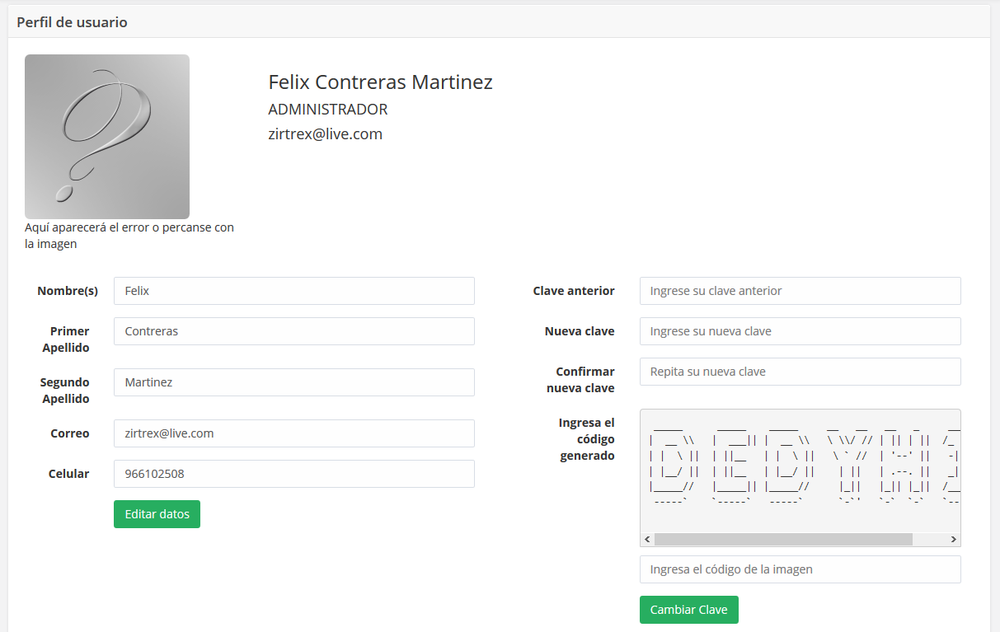 Perfil de usuario
Felix Contreras Martinez
ADMINISTRADOR
zirtrex@live.com
Aquí aparecerá el error o percanse con
la imagen
Nombre(s)
Felix
Primer
Apellido
Contreras
Segundo
Apellido
Martinez
Correo
zirtrex@live.com
Celular
966102508
Editar datos
Clave anterior
Ingrese su clave anterior
Nueva clave
Ingrese su nueva clave
Confirmar
nueva clave
Repita su nueva clave
Ingresa el
código
generado
Ingresa el código de la imagen
Cambiar Clave